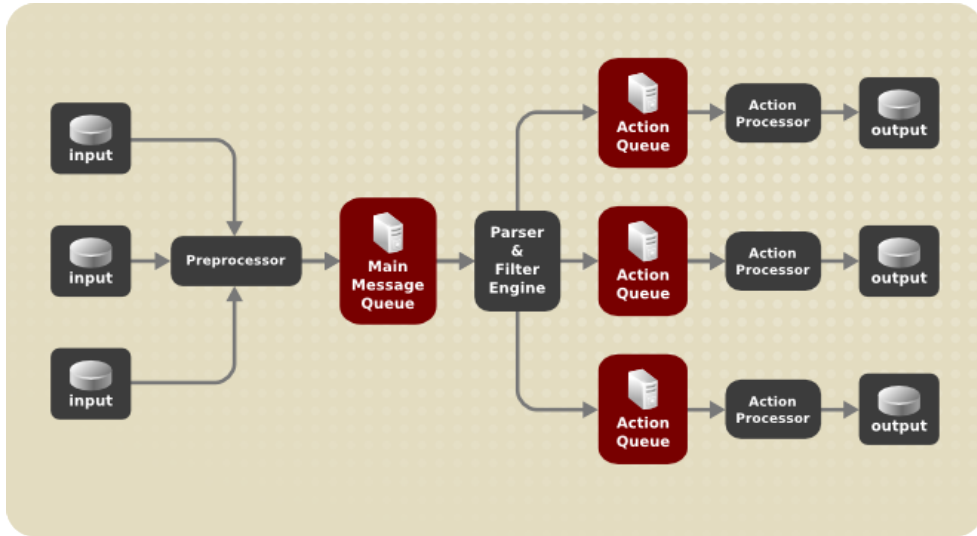 input
input
input
Preprocessor
Main
Message
Queue
Parser
&
Filter
Engine
Action
Queue
Action
Processor
output
Action
Queue
Action
Processor
output
Action
Queue
Action
Processor
output